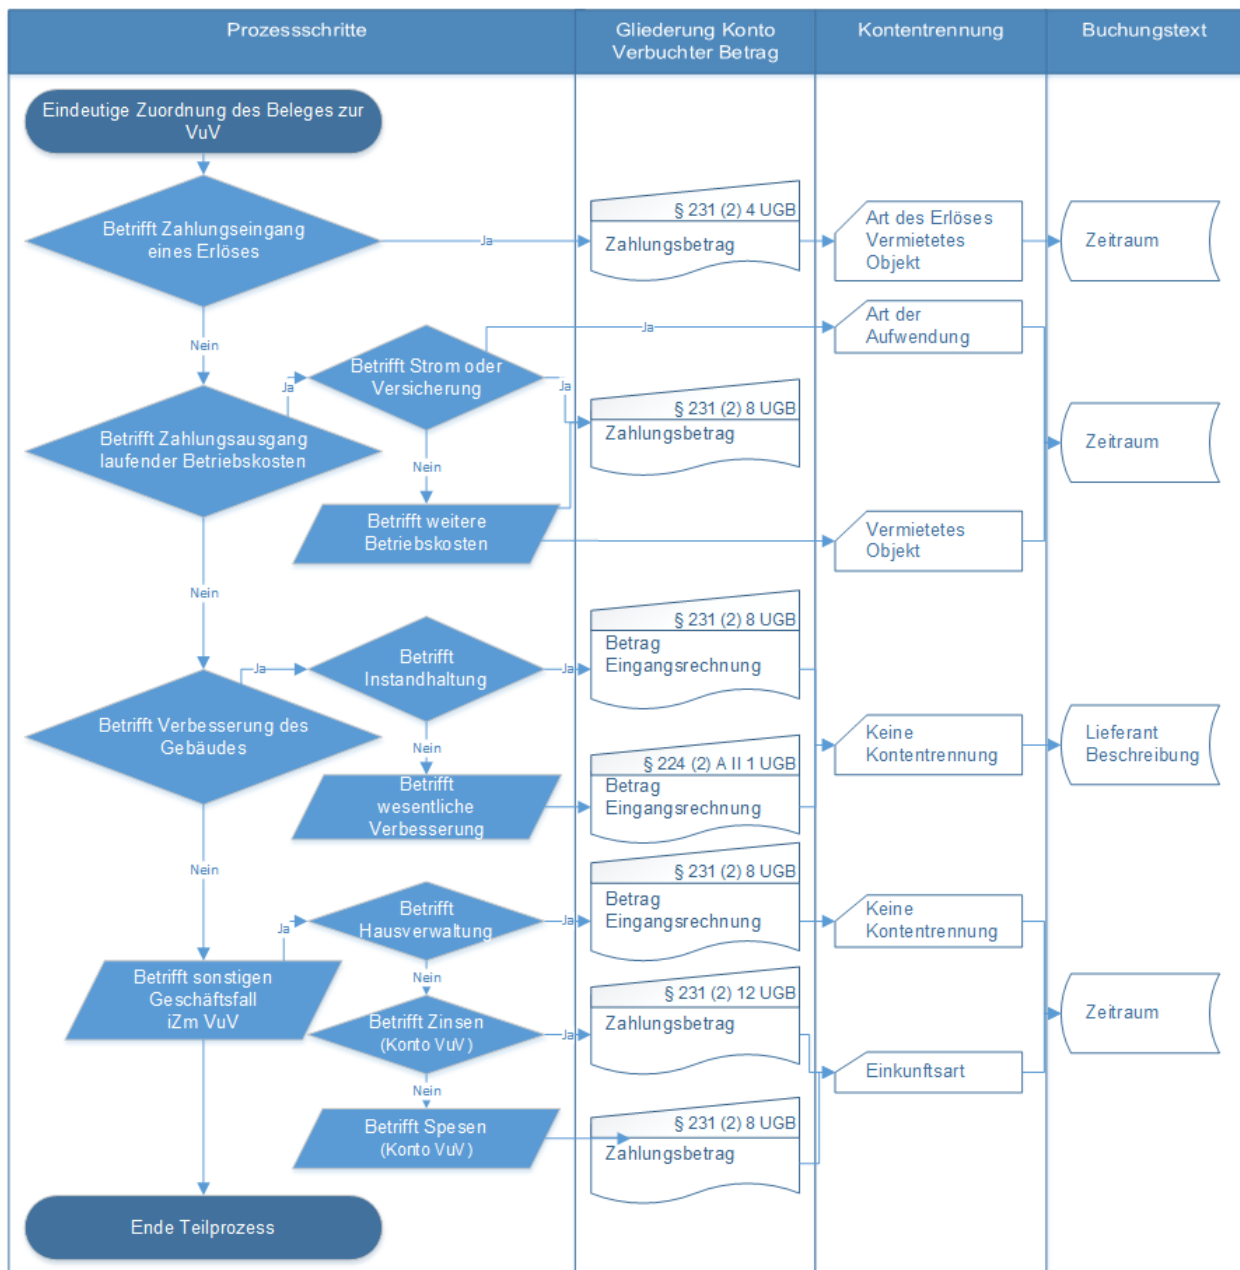 Prozessschritte
Gliederung Konto
Verbuchter Betrag
Kontentrennung
Buchungstext
Eindeutige Zuordnung des Beleges zur
VuV
Betrifft Zahlungseingang
eines Erlöses
Ja
§ 231 (2) 4 UGB
Zahlungsbetrag
Art des Erlöses
Vermietetes
Objekt
Zeitraum
Nein
Betrifft Zahlungsausgang
laufender Betriebskosten
Ja
Betrifft Strom oder
Versicherung
Ja
Ja
§ 231 (2) 8 UGB
Zahlungsbetrag
Art der
Aufwendung
Zeitraum
Nein
Betrifft weitere
Betriebskosten
Vermietetes
Objekt
Nein
Betrifft Verbesserung des
Gebäudes
Ja
Betrifft
Instandhaltung
Ja
§ 231 (2) 8 UGB
Betrag
Eingangsrechnung
Nein
Betrifft
wesentliche
Verbesserung
§ 224 (2) A II 1 UGB
Betrag
Eingangsrechnung
Keine
Kontentrennung
Lieferant
Beschreibung
Nein
Betrifft sonstigen
Geschäftsfall
iZm VuV
Ja
Betrifft
Hausverwaltung
Ja
§ 231 (2) 8 UGB
Betrag
Eingangsrechnung
Keine
Kontentrennung
Nein
Betrifft Zinsen
(Konto VuV)
Ja
§ 231 (2) 12 UGB
Zahlungsbetrag
Einkunftsart
Zeitraum
Nein
Betrifft Spesen
(Konto VuV)
§ 231 (2) 8 UGB
Zahlungsbetrag
Ende Teilprozess